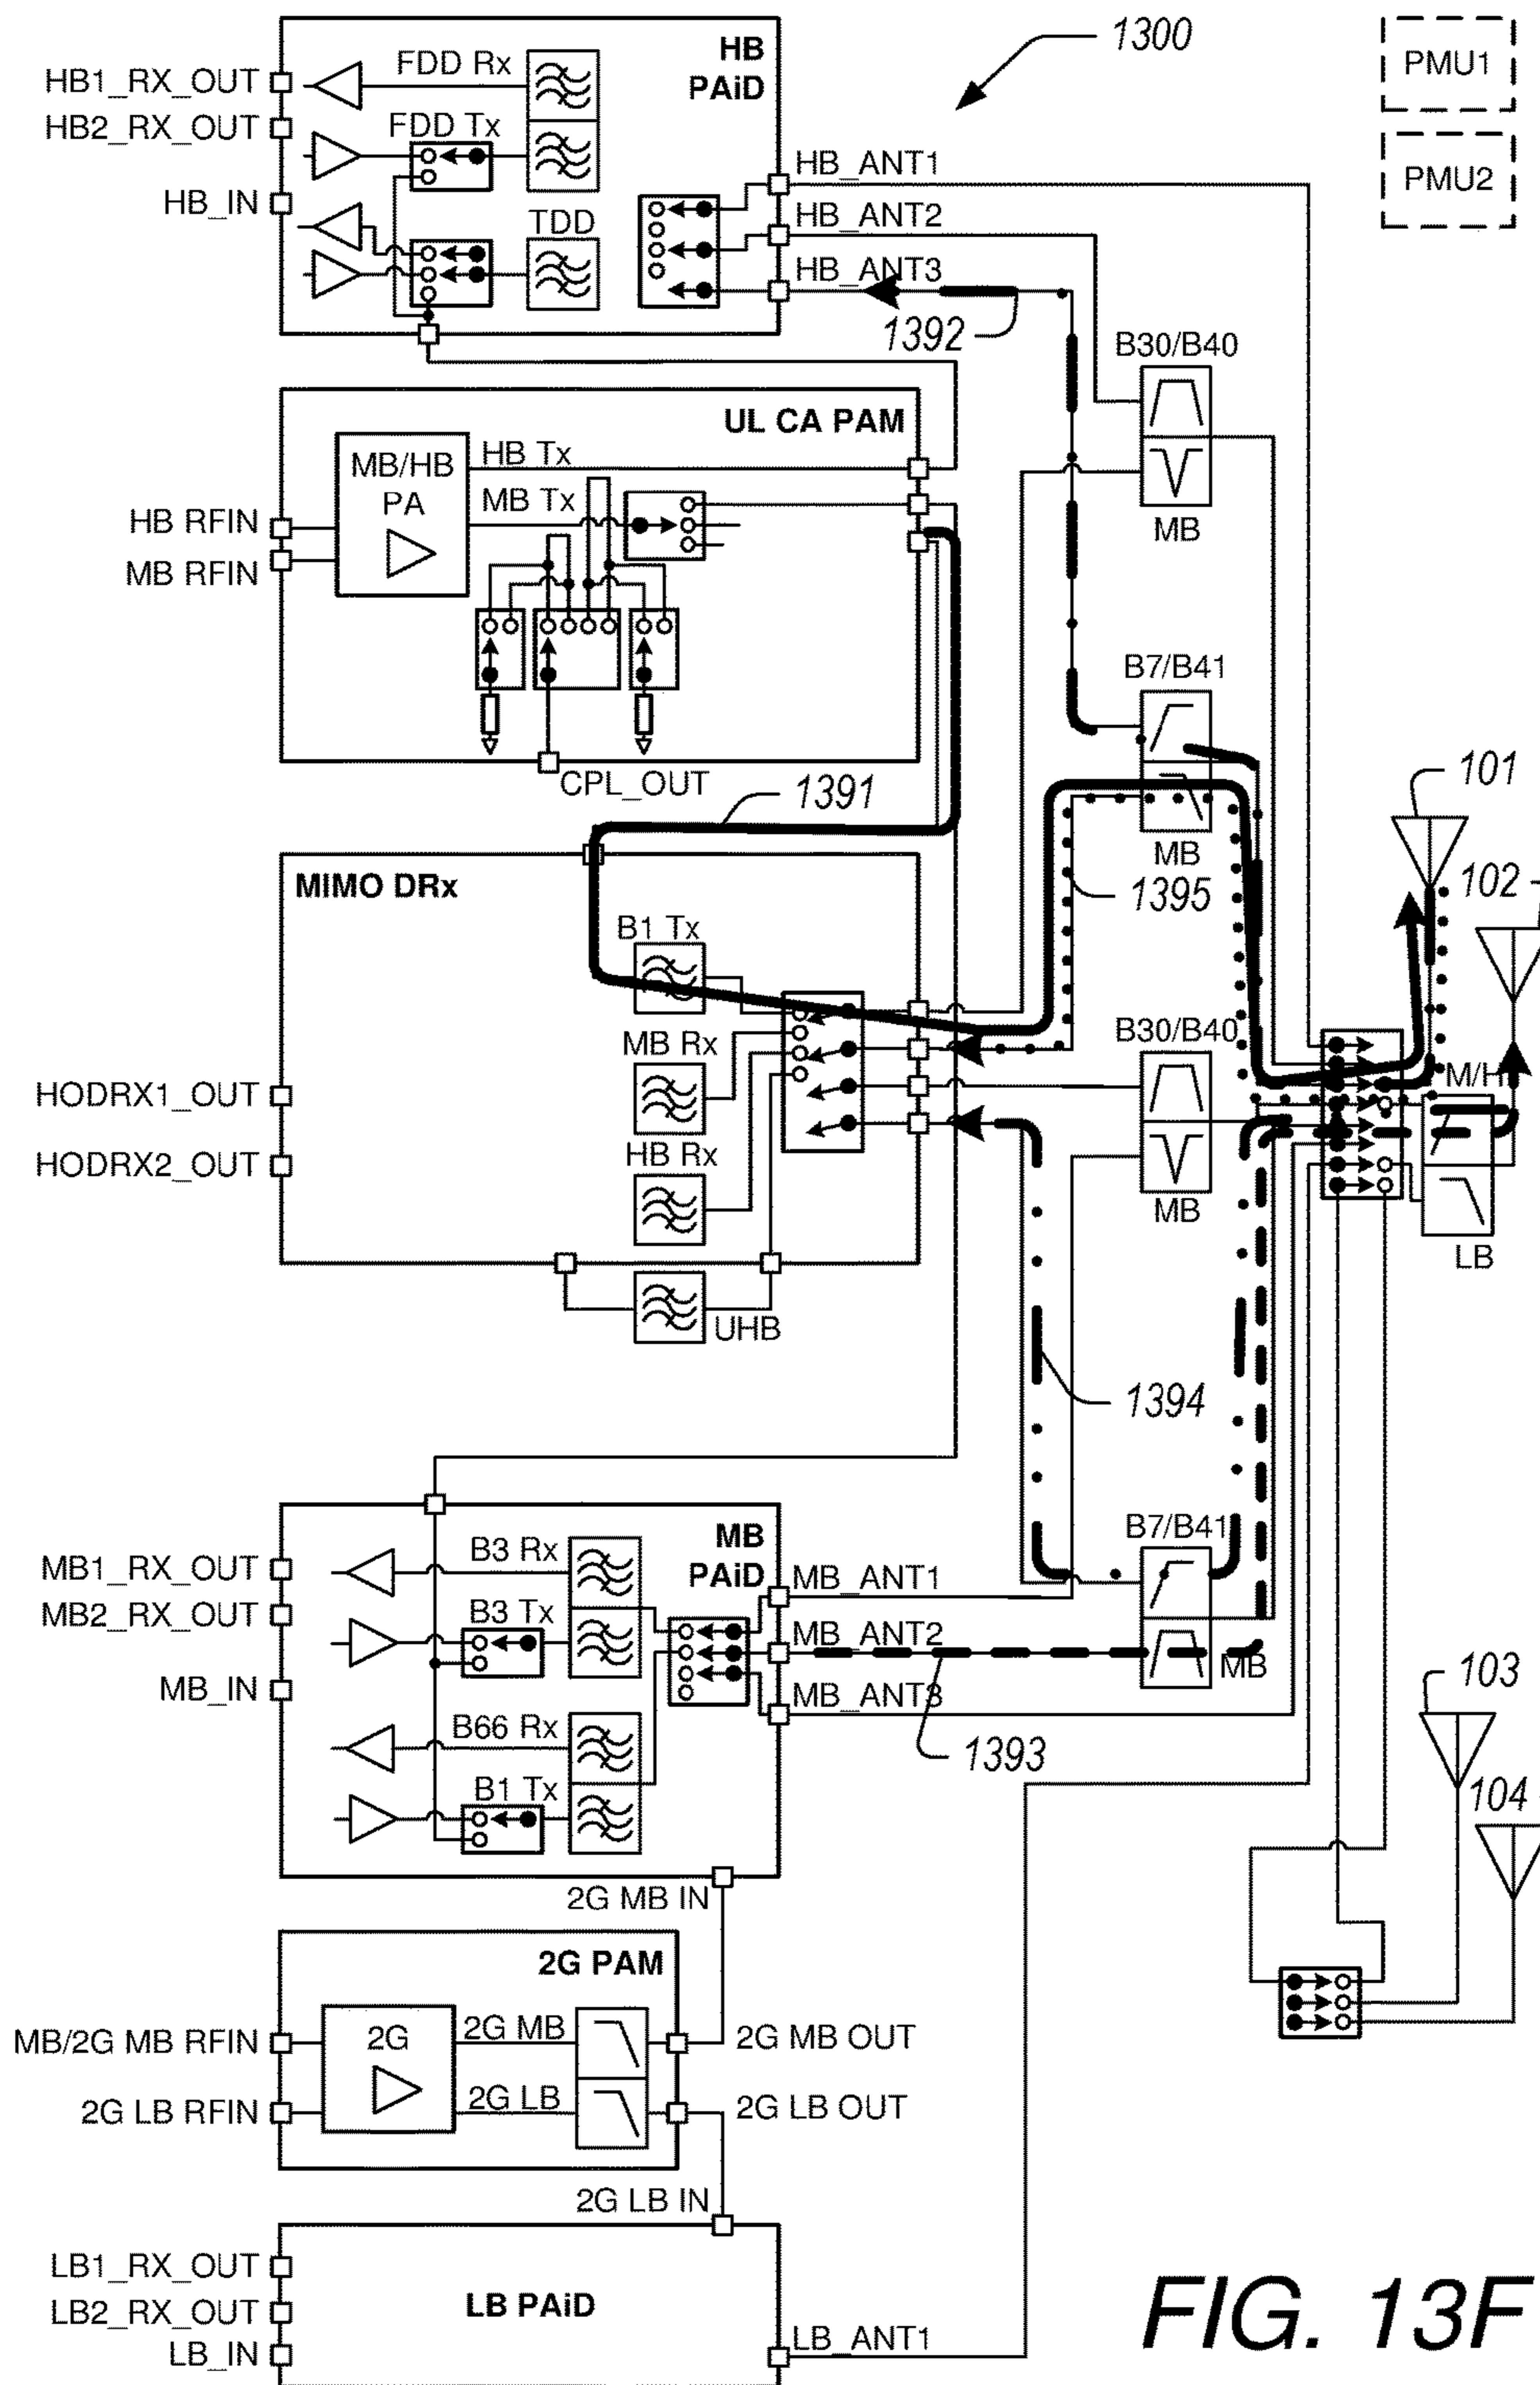 1300
PMU1
PMU2
HB
PAiD
HB1_RX_OUT
HB2_RX_OUT
HB_IN
FDD Rx
FDD Tx
TDD
HB_ANT1
HB_ANT2
HB_ANT3
1392
B30/B40
MB
UL CA PAM
MB/HB
PA
HB Tx
MB Tx
HB RFIN
MB RFIN
CPL_OUT
1391
B7/B41
MB
1395
101
102
MIMO DRx
B1 Tx
MB Rx
HB Rx
UHB
HODRX1_OUT
HODRX2_OUT
B30/B40
MB
M/H
LB
1394
MB
PAiD
MB1_RX_OUT
MB2_RX_OUT
MB_IN
B3 Rx
B3 Tx
B66 Rx
B1 Tx
MB_ANT1
MB_ANT2
MB_ANT3
1393
B7/B41
MB
103
104
2G MB IN
2G PAM
MB/2G MB RFIN
2G LB RFIN
2G
2G MB
2G LB
2G MB OUT
2G LB OUT
2G LB IN
LB1_RX_OUT
LB2_RX_OUT
LB_IN
LB PAiD
LB_ANT1
FIG. 13F